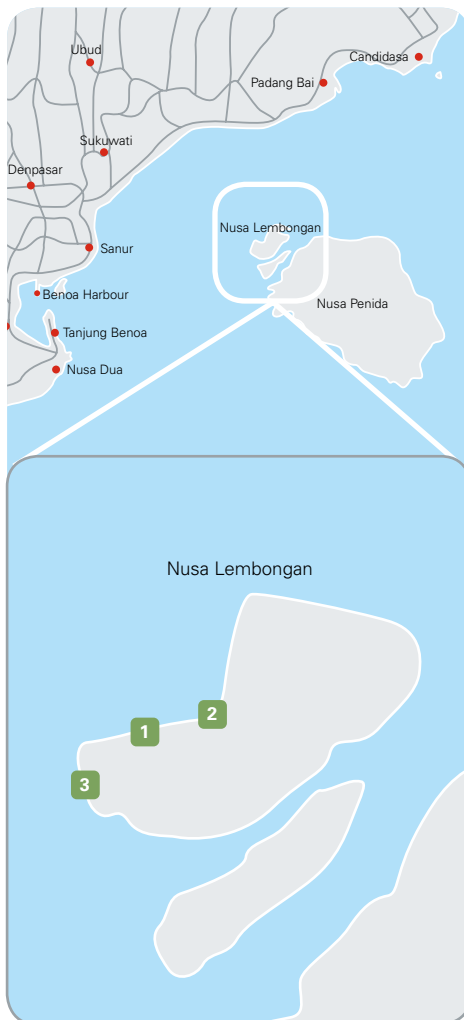 Ubud
Candidasa
Padang Bai
Sukuwati
Denpasar
Nusa Lembongan
Sanur
Benoa Harbour
Nusa Penida
Tanjung Benoa
Nusa Dua
Nusa Lembongan
2
1
3